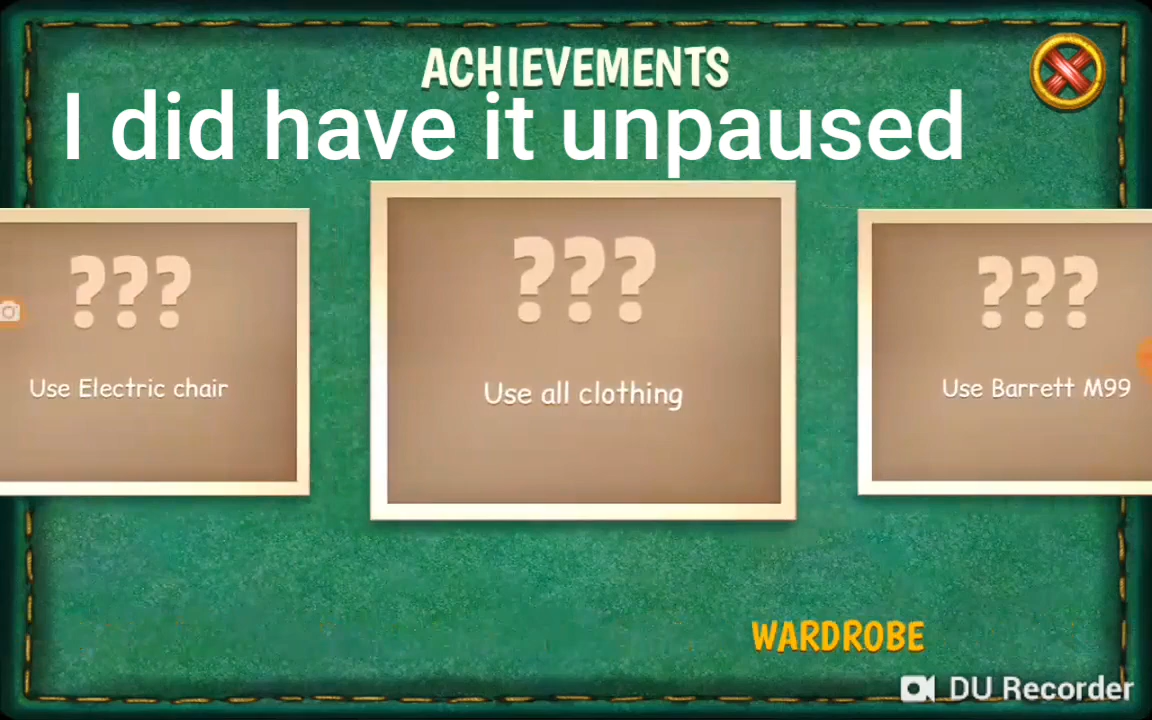 ACHIEVEMENTS
I did have it unpaused
???
Use Electric chair
???
Use all clothing
???
Use Barrett M99
WARDROBE
DU Recorder